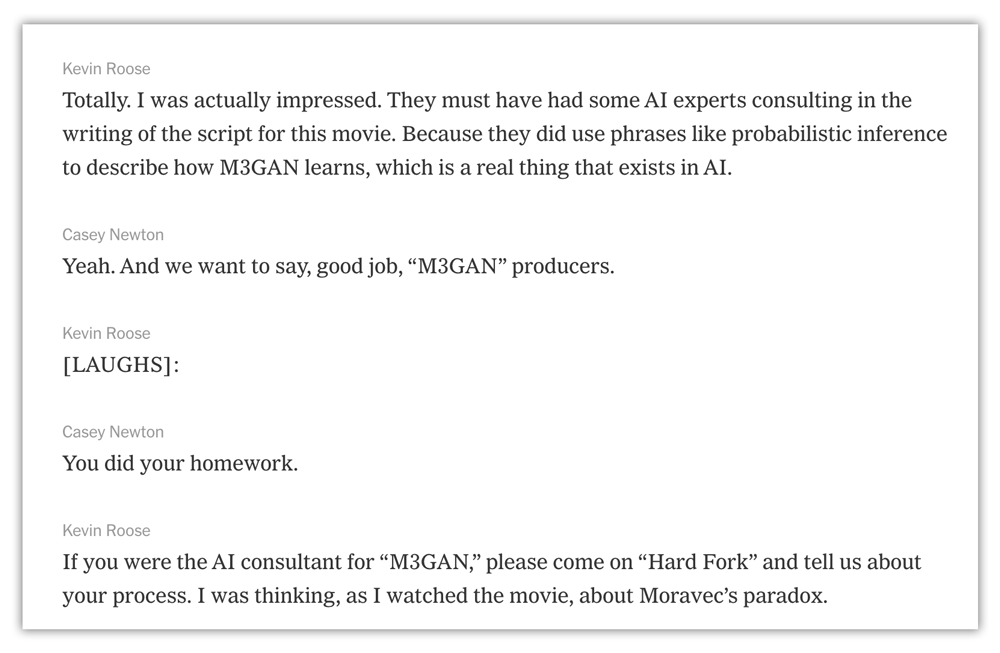 Kevin Roose
Totally. I was actually impressed. They must have had some AI experts consulting in the
writing of the script for this movie. Because they did use phrases like probabilistic inference
to describe how M3GAN learns, which is a real thing that exists in AI.
Casey Newton
Yeah. And we want to say, good job, “M3GAN” producers.
Kevin Roose
[LAUGHS]:
Casey Newton
You did your homework.
Kevin Roose
If you were the AI consultant for “M3GAN,” please come on “Hard Fork” and tell us about
your process. I was thinking, as I watched the movie, about Moravec’s paradox.